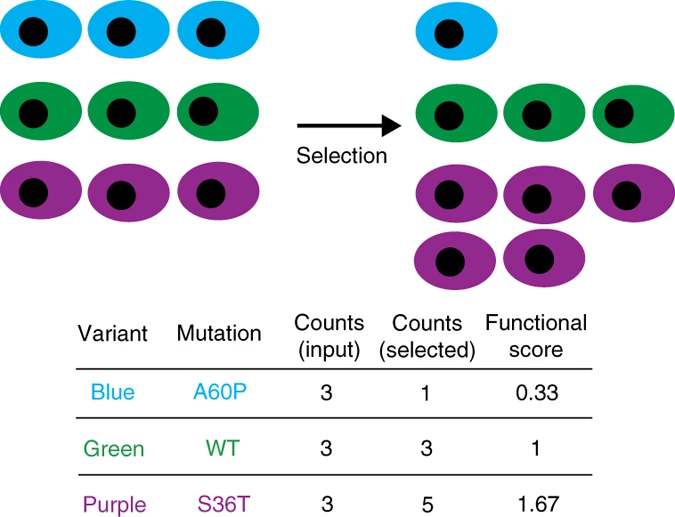 Selection
Variant Mutation Counts (input) Counts (selected) Functional score
Blue A60P 3 1 0.33
Green WT 3 3 1
Purple S36T 3 5 1.67